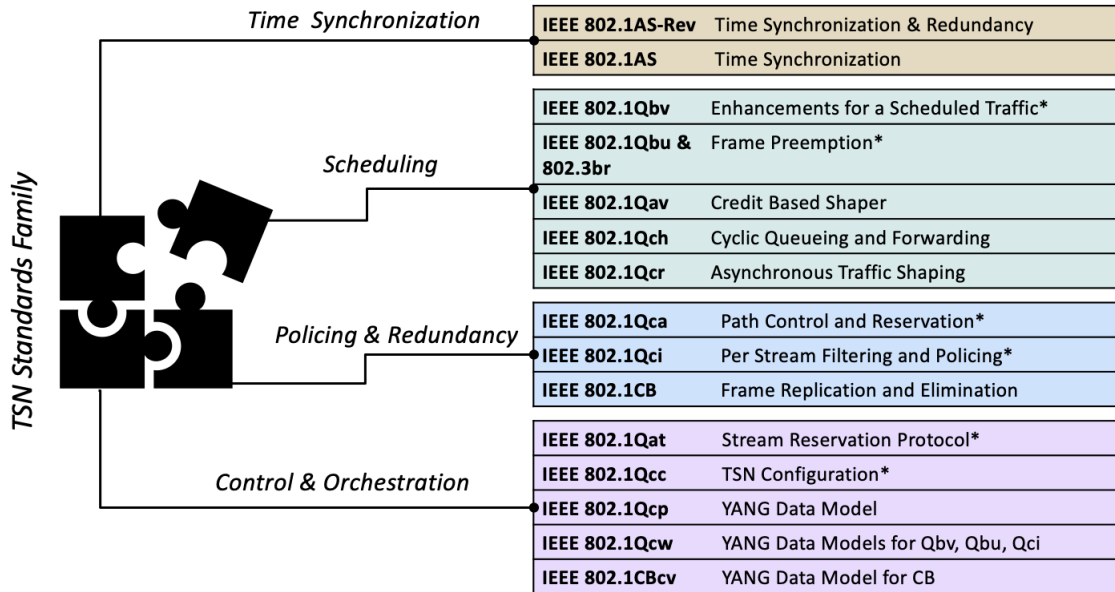 TSN Standards Family
Time Synchronization
IEEE 802.1AS-Rev Time Synchronization & Redundancy
IEEE 802.1AS Time Synchronization
Scheduling
IEEE 802.1Qbv Enhancements for a Scheduled Traffic*
IEEE 802.1Qbu & Frame Preemption*
802.3br
IEEE 802.1Qav Credit Based Shaper
IEEE 802.1Qch Cyclic Queueing and Forwarding
IEEE 802.1Qcr Asynchronous Traffic Shaping
Policing & Redundancy
IEEE 802.1Qca Path Control and Reservation*
IEEE 802.1Qci Per Stream Filtering and Policing*
IEEE 802.1CB Frame Replication and Elimination
Control & Orchestration
IEEE 802.1Qat Stream Reservation Protocol*
IEEE 802.1Qcc TSN Configuration*
IEEE 802.1Qcp YANG Data Model
IEEE 802.1Qcw YANG Data Models for Qbv, Qbu, Qci
IEEE 802.1CBcv YANG Data Model for CB